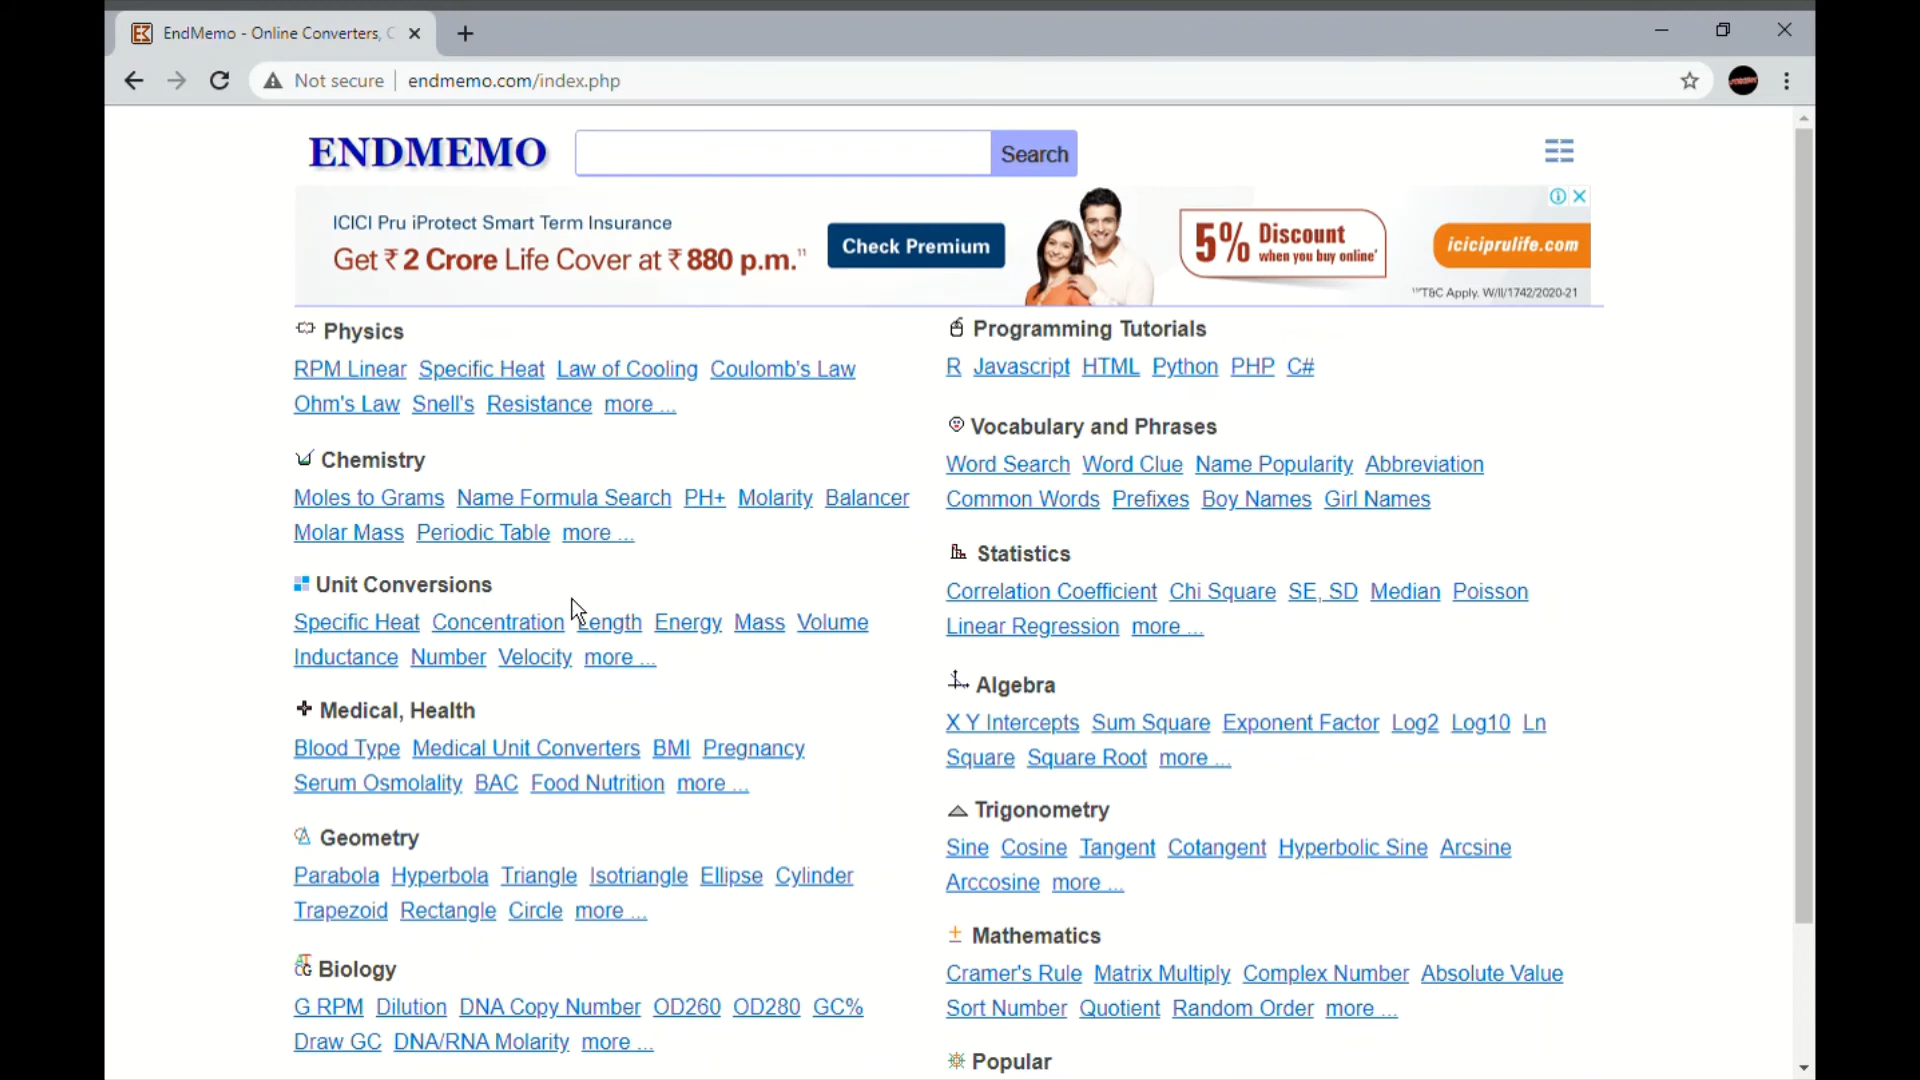 EndMemo - Online Converters, C
Not secure
endmemo.com/index.php
ENDMEMO
Search
ICICI Pru iProtect Smart Term Insurance
Get ₹ 2 Crore Life Cover at ₹ 880 p.m.¹¹
Check Premium
5% Discount
when you buy online*
iciciprulife.com
¹¹T&C Apply. W/II/1742/2020-21
Physics
RPM Linear Specific Heat Law of Cooling Coulomb's Law
Ohm's Law Snell's Resistance more ...
Chemistry
Moles to Grams Name Formula Search PH+ Molarity Balancer
Molar Mass Periodic Table more ...
Unit Conversions
Specific Heat Concentration Length Energy Mass Volume
Inductance Number Velocity more ...
Medical, Health
Blood Type Medical Unit Converters BMI Pregnancy
Serum Osmolality BAC Food Nutrition more ...
Geometry
Parabola Hyperbola Triangle Isotriangle Ellipse Cylinder
Trapezoid Rectangle Circle more ...
Biology
G RPM Dilution DNA Copy Number OD260 OD280 GC%
Draw GC DNA/RNA Molarity more ...
Programming Tutorials
R Javascript HTML Python PHP C#
Vocabulary and Phrases
Word Search Word Clue Name Popularity Abbreviation
Common Words Prefixes Boy Names Girl Names
Statistics
Correlation Coefficient Chi Square SE, SD Median Poisson
Linear Regression more ...
Algebra
X Y Intercepts Sum Square Exponent Factor Log2 Log10 Ln
Square Square Root more ...
Trigonometry
Sine Cosine Tangent Cotangent Hyperbolic Sine Arcsine
Arccosine more ...
Mathematics
Cramer's Rule Matrix Multiply Complex Number Absolute Value
Sort Number Quotient Random Order more ...
Popular